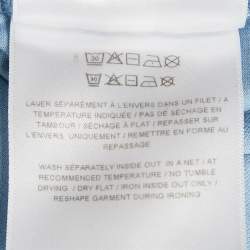 LAVER SÉPARÉMENT À L'ENVERS DANS UN FILET / A
TEMPERATURE INDIQUÉE / PAS DE SÉCHAGE EN
TAMBOUR / SÉCHAGE À PLAT / REPASSER SUR
L'ENVERS UNIQUEMENT / REMETTRE EN FORME AU
REPASSAGE
WASH SEPARATELY INSIDE OUT IN A NET / AT
RECOMMENDED TEMPERATURE / NO TUMBLE
DRYING / DRY FLAT / IRON INSIDE OUT ONLY /
RESHAPE GARMENT DURING IRONING